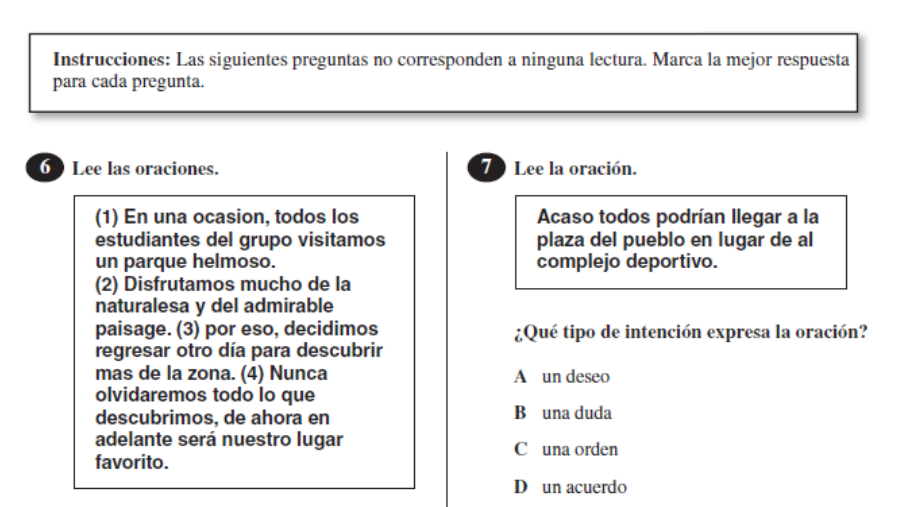 Instrucciones: Las siguientes preguntas no corresponden a ninguna lectura. Marca la mejor respuesta
para cada pregunta.
6 Lee las oraciones.
(1) En una ocasion, todos los
estudiantes del grupo visitamos
un parque helmoso.
(2) Disfrutamos mucho de la
naturalesa y del admirable
paisage. (3) por eso, decidimos
regresar otro día para descubrir
mas de la zona. (4) Nunca
olvidaremos todo lo que
descubrimos, de ahora en
adelante será nuestro lugar
favorito.
7 Lee la oración.
Acaso todos podrían llegar a la
plaza del pueblo en lugar de al
complejo deportivo.
¿Qué tipo de intención expresa la oración?
A un deseo
B una duda
C una orden
D un acuerdo